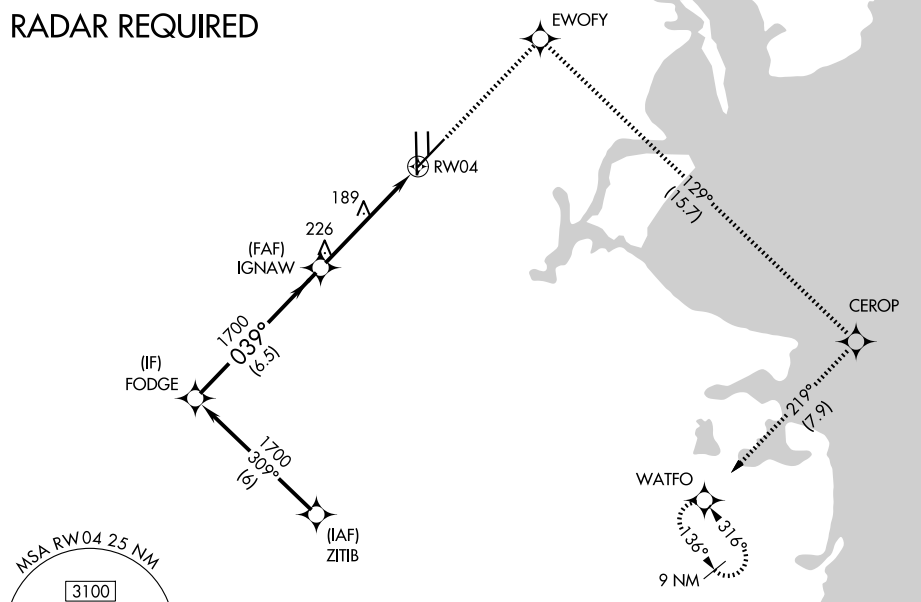 RADAR REQUIRED
EWOFY
RW04
189
226
(FAF)
IGNAW
129°
(15.7)
1700
039°
(6.5)
CEROP
(IF)
FODGE
219°
(7.9)
1700
309°
(6)
WATFO
(IAF)
ZITIB
136°
316°
9 NM
MSA RW04 25 NM
3100